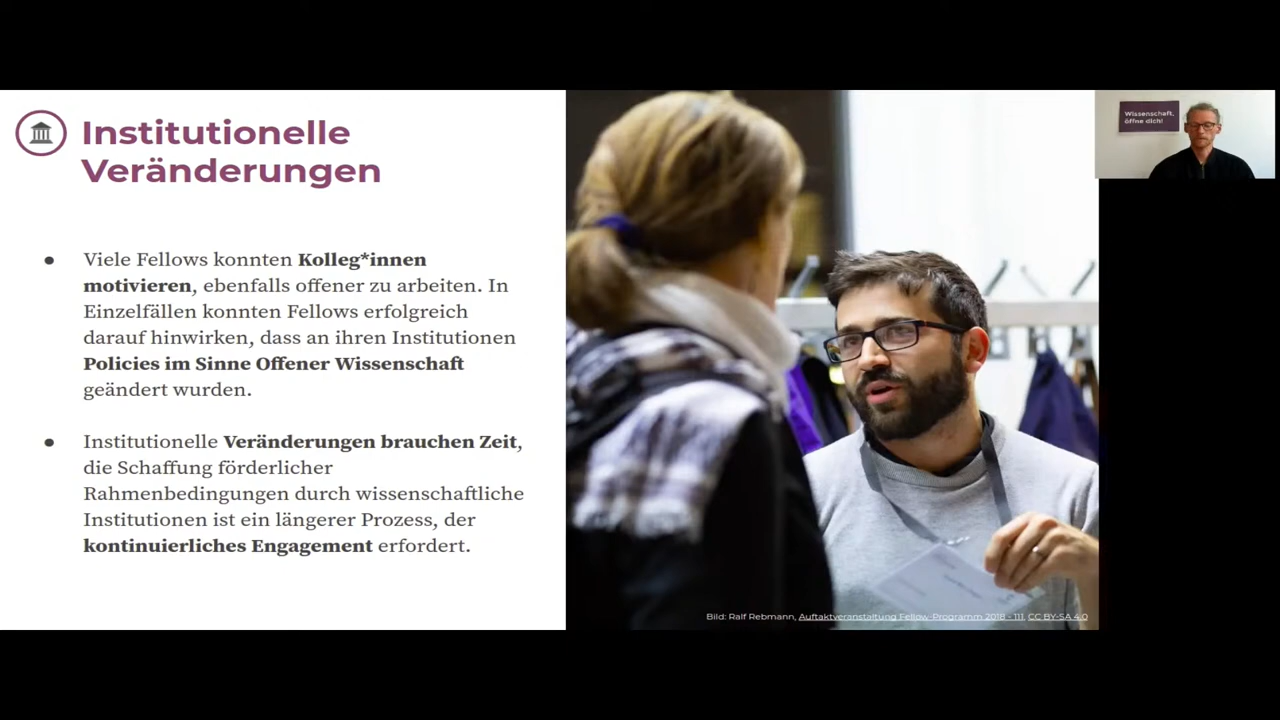 Institutionelle
Veränderungen
● Viele Fellows konnten Kolleg*innen
motivieren, ebenfalls offener zu arbeiten. In
Einzelfällen konnten Fellows erfolgreich
darauf hinwirken, dass an ihren Institutionen
Policies im Sinne Offener Wissenschaft
geändert wurden.
● Institutionelle Veränderungen brauchen Zeit,
die Schaffung förderlicher
Rahmenbedingungen durch wissenschaftliche
Institutionen ist ein längerer Prozess, der
kontinuierliches Engagement erfordert.
Bild: Ralf Rebmann, Auftaktveranstaltung Fellow-Programm 2018 - 111, CC BY-SA 4.0
Wissenschaft,
öffne dich!